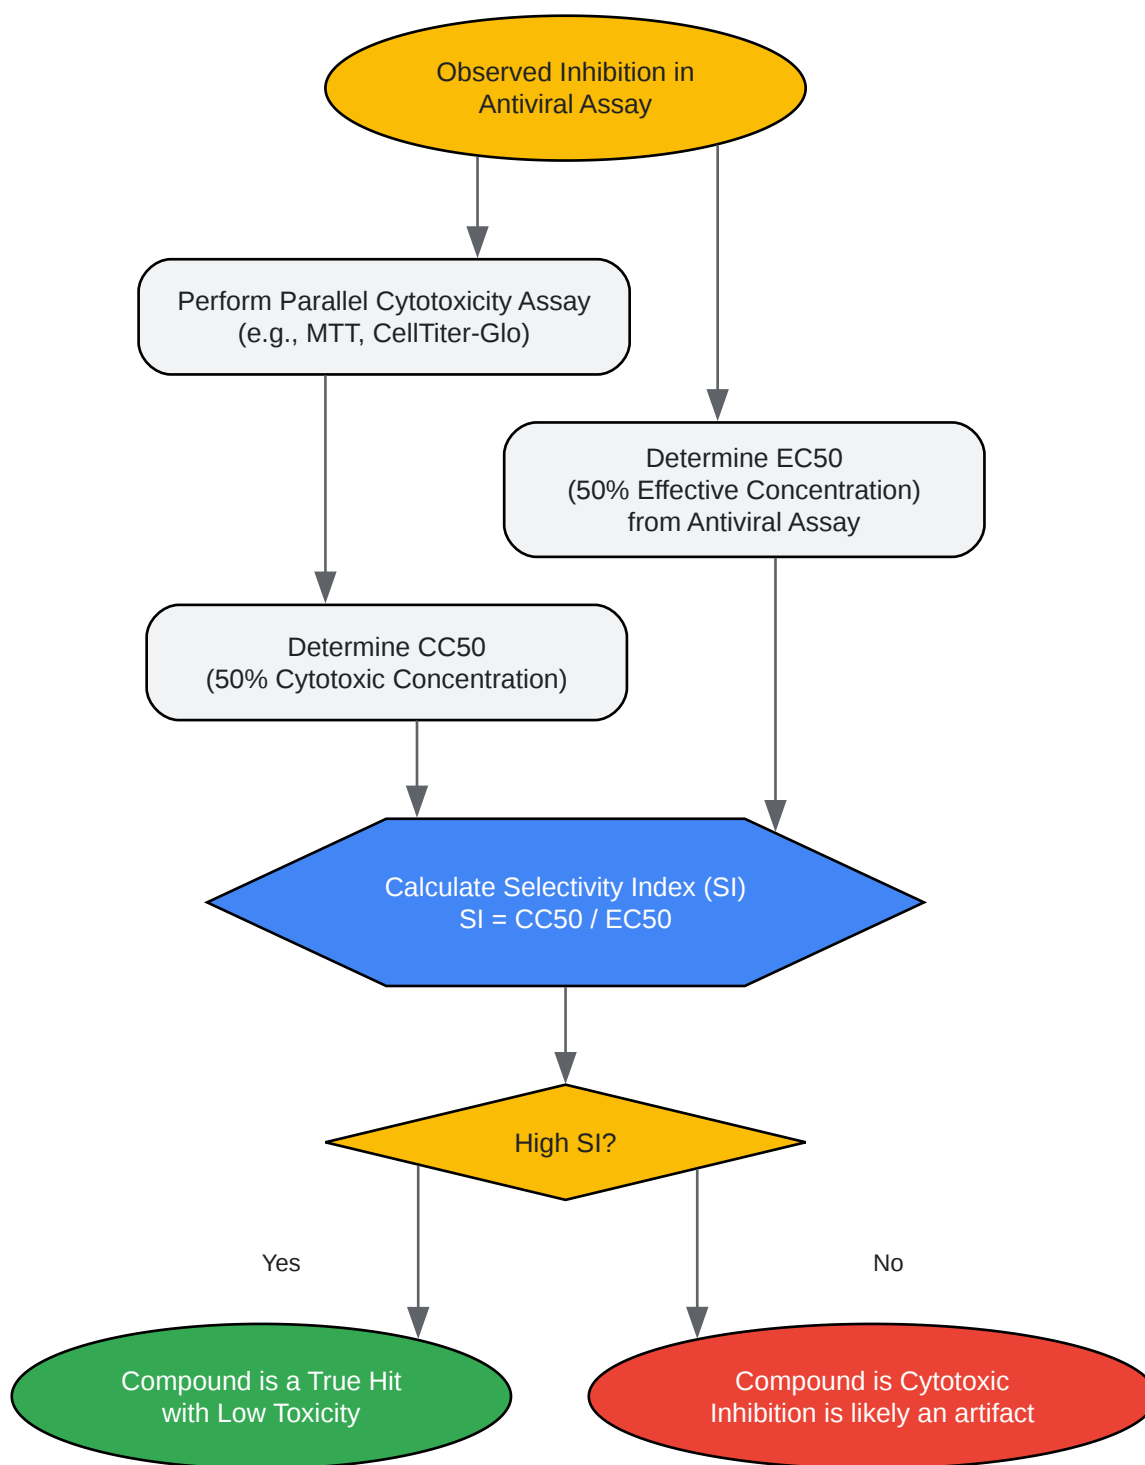 Observed Inhibition in
Antiviral Assay
Perform Parallel Cytotoxicity Assay
(e.g., MTT, CellTiter-Glo)
Determine EC50
(50% Effective Concentration)
from Antiviral Assay
Determine CC50
(50% Cytotoxic Concentration)
Calculate Selectivity Index (SI)
SI = CC50 / EC50
High SI?
Yes
No
Compound is a True Hit
with Low Toxicity
Compound is Cytotoxic
Inhibition is likely an artifact